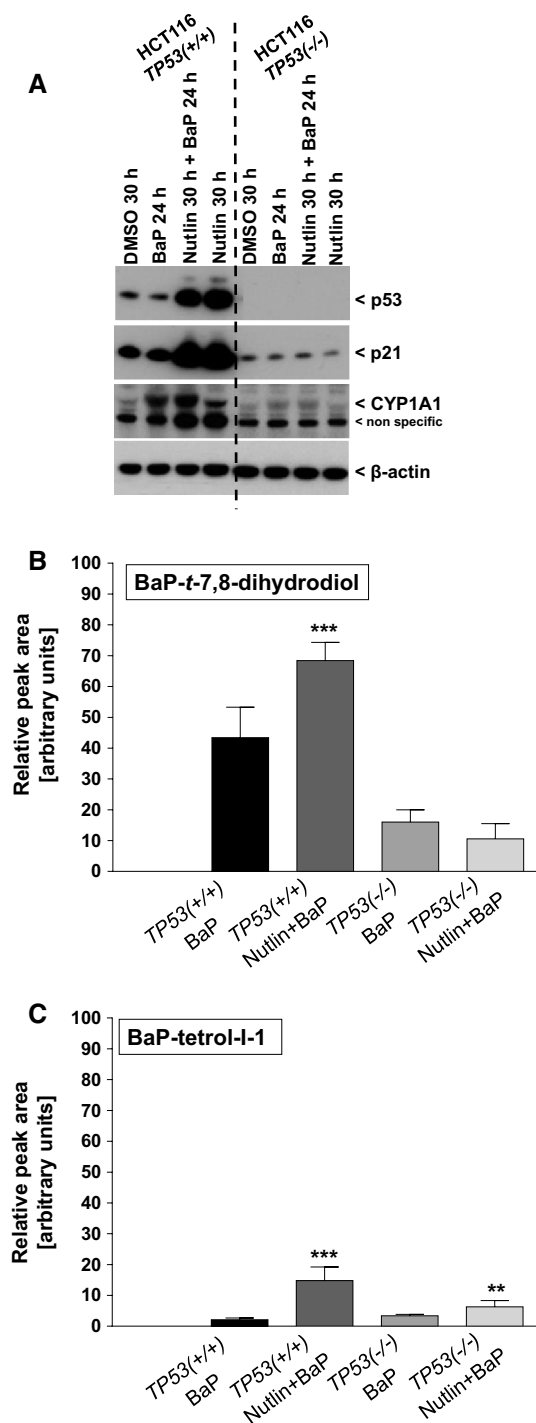 A
HCT116
TP53(+/+)
HCT116
TP53(-/-)
DMSO 30 h
BaP 24 h
Nutlin 30 h + BaP 24 h
Nutlin 30 h
DMSO 30 h
BaP 24 h
Nutlin 30 h + BaP 24 h
Nutlin 30 h
< p53
< p21
< CYP1A1
< non specific
< β-actin
B
BaP-t-7,8-dihydrodiol
Relative peak area
[arbitrary units]
100
90
80
70
60
50
40
30
20
10
0
***
TP53(+/+)
BaP
TP53(+/+)
Nutlin+BaP
TP53(-/-)
BaP
TP53(-/-)
Nutlin+BaP
C
BaP-tetrol-I-1
Relative peak area
[arbitrary units]
100
90
80
70
60
50
40
30
20
10
0
***
**
TP53(+/+)
BaP
TP53(+/+)
Nutlin+BaP
TP53(-/-)
BaP
TP53(-/-)
Nutlin+BaP